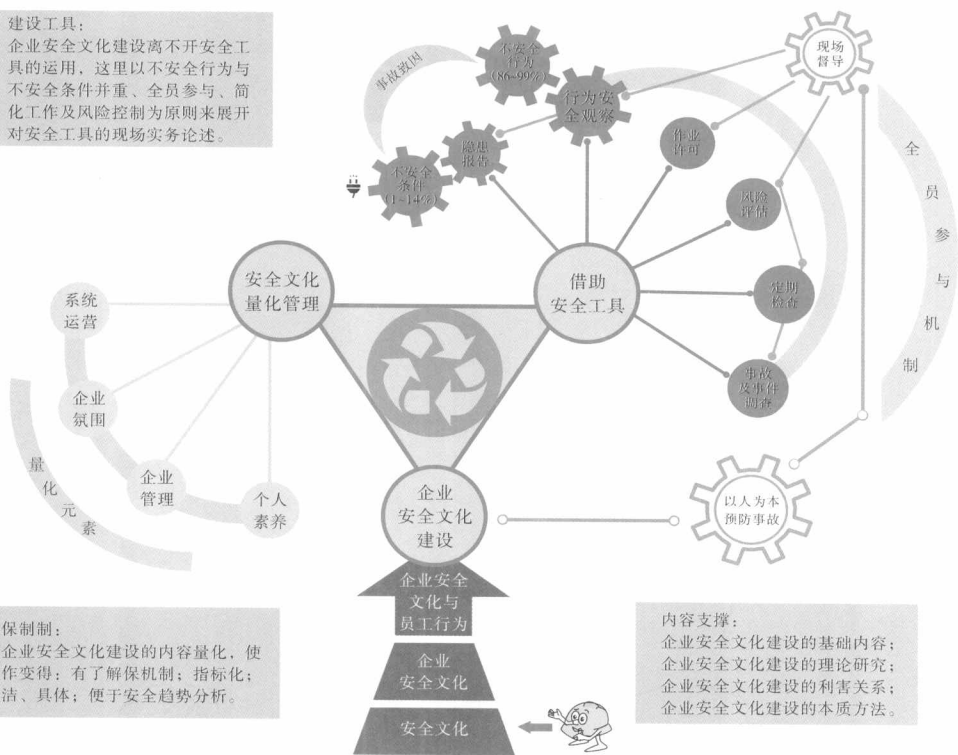 建设工具：
企业安全文化建设离不开安全工
具的运用，这里以不安全行为与
不安全条件并重、全员参与、简
化工作及风险控制为原则来展开
对安全工具的现场实务论述。
事故致因
不安全
行为
(86~99%)
行为安
全观察
隐患
报告
不安全
条件
(1~14%)
现场
督导
作业
许可
风险
评估
定期
检查
事故
及事件
调查
全员参与机制
安全文化
量化管理
借助
安全工具
系统
运营
企业
氛围
企业
管理
个人
素养
量化元素
企业
安全文化
建设
以人为本
预防事故
企业安全
文化与
员工行为
企业
安全文化
安全文化
保制制：
企业安全文化建设的内容量化，使
作变得：有了解保机制；指标化；
洁、具体；便于安全趋势分析。
内容支撑：
企业安全文化建设的基础内容；
企业安全文化建设的理论研究；
企业安全文化建设的利害关系；
企业安全文化建设的本质方法。